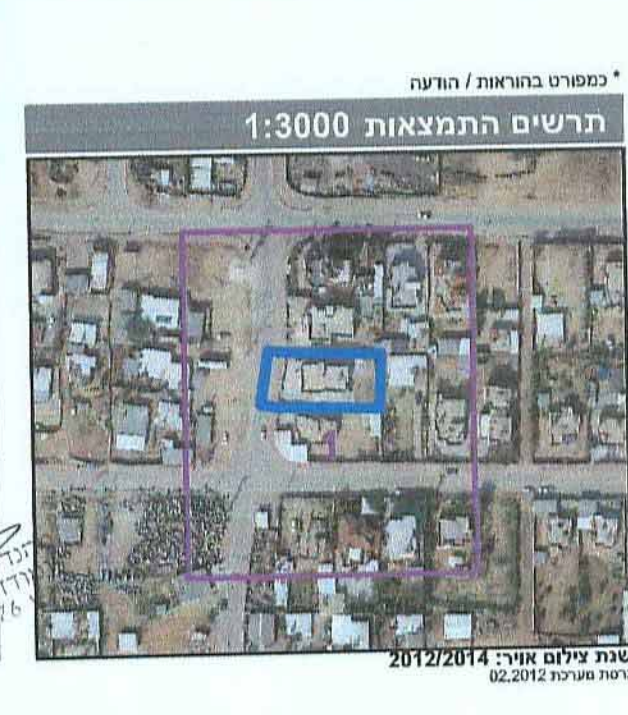 * כמפורט בהוראות / הודעה
תרשים התמצאות 1:3000
שנת צילום אויר: 2012/2014
גרסת מערכת 02.2012